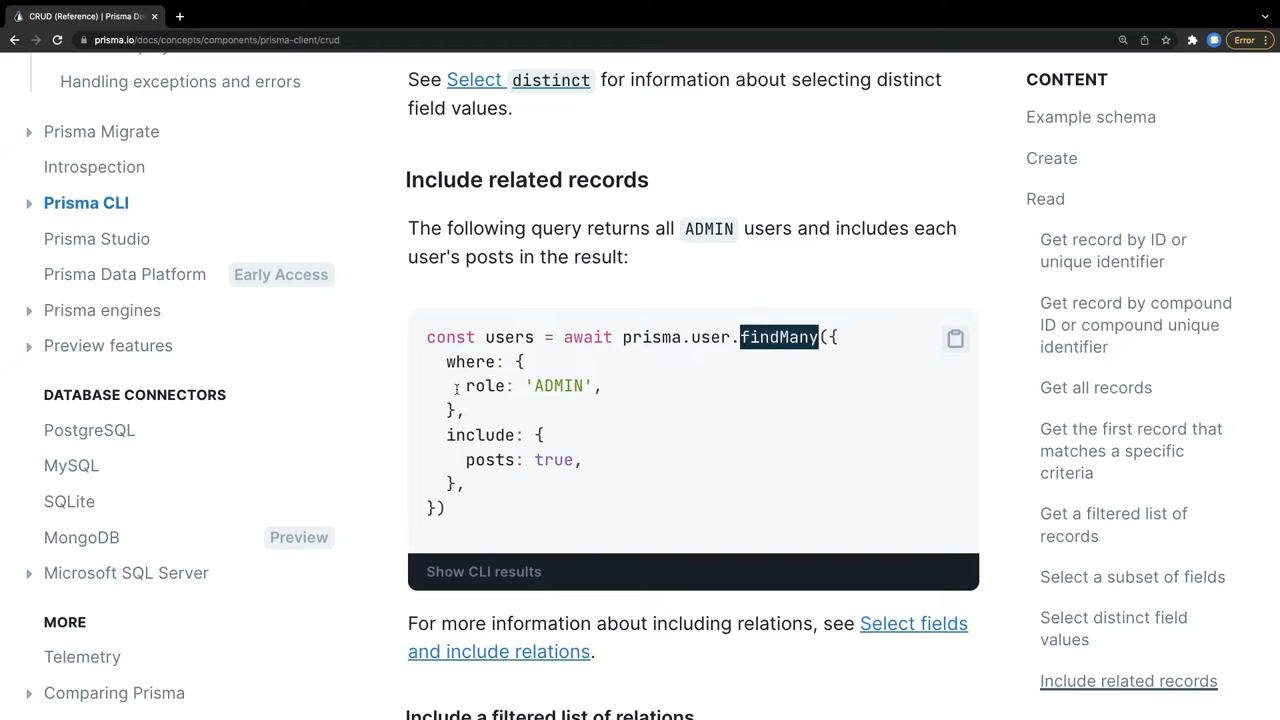 CRUD (Reference) | Prisma Do
prisma.io/docs/concepts/components/prisma-client/crud
Error
Handling exceptions and errors
Prisma Migrate
Introspection
Prisma CLI
Prisma Studio
Prisma Data Platform Early Access
Prisma engines
Preview features
DATABASE CONNECTORS
PostgreSQL
MySQL
SQLite
MongoDB Preview
Microsoft SQL Server
MORE
Telemetry
Comparing Prisma
See Select distinct for information about selecting distinct
field values.
Include related records
The following query returns all ADMIN users and includes each
user's posts in the result:
const users = await prisma.user.findMany({
where: {
role: 'ADMIN',
},
include: {
posts: true,
},
})
Show CLI results
For more information about including relations, see Select fields
and include relations.
Include a filtered list of relations
CONTENT
Example schema
Create
Read
Get record by ID or
unique identifier
Get record by compound
ID or compound unique
identifier
Get all records
Get the first record that
matches a specific
criteria
Get a filtered list of
records
Select a subset of fields
Select distinct field
values
Include related records